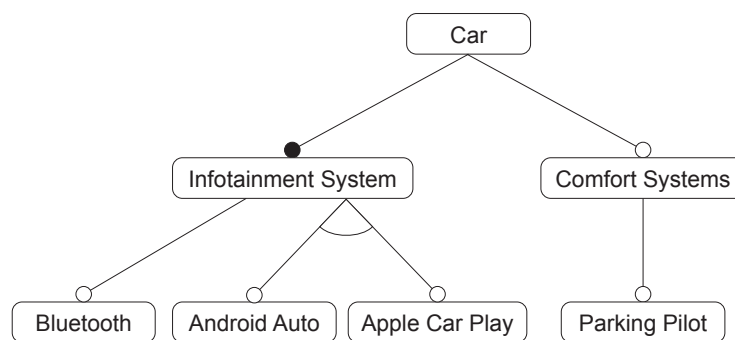 Car
Infotainment System
Comfort Systems
Bluetooth
Android Auto
Apple Car Play
Parking Pilot